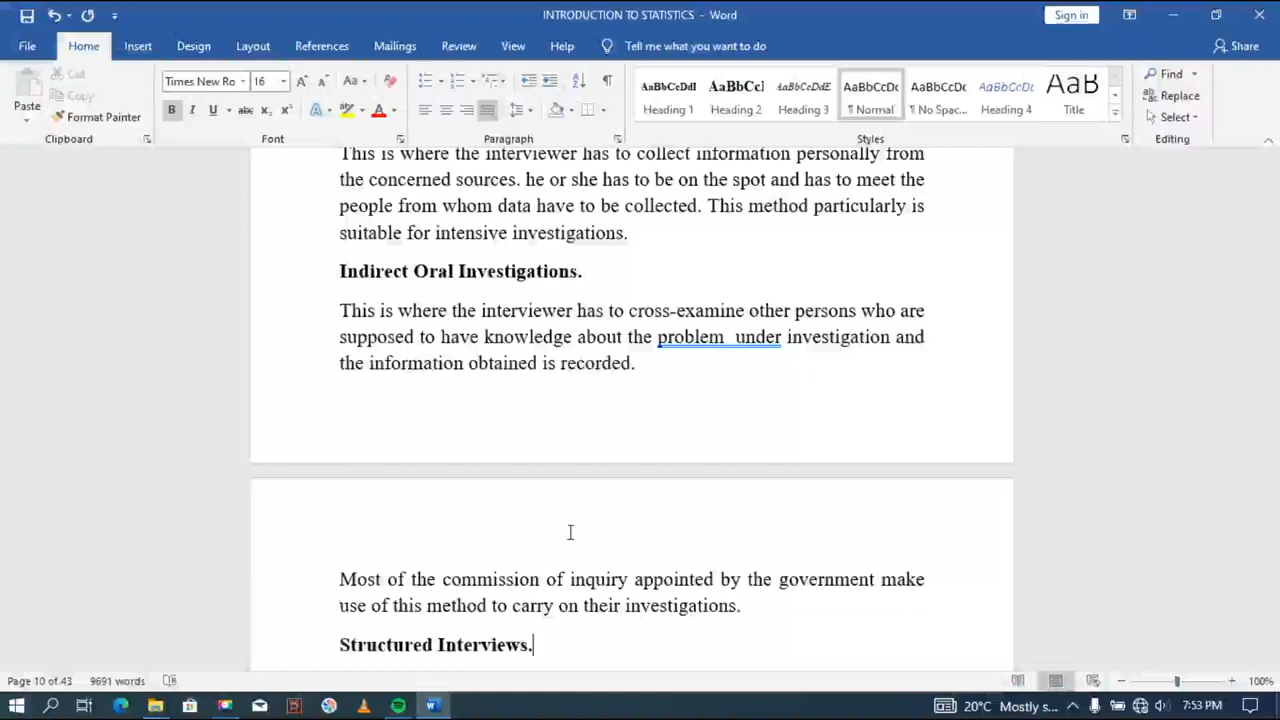 INTRODUCTION TO STATISTICS - Word
Sign in
File Home Insert Design Layout References Mailings Review View Help Tell me what you want to do
Share
Paste
Cut
Copy
Format Painter
Clipboard
Times New Ro 16
Font
Paragraph
AaBbCcDdI AaBbCcI AaBbCcDdE AaBbCcDc AaBbCcDc AaBbCcDc AaB
Heading 1 Heading 2 Heading 3 ¶ Normal ¶ No Spac... Heading 4 Title
Styles
Find
Replace
Select
Editing
This is where the interviewer has to collect information personally from
the concerned sources. he or she has to be on the spot and has to meet the
people from whom data have to be collected. This method particularly is
suitable for intensive investigations.
Indirect Oral Investigations.
This is where the interviewer has to cross-examine other persons who are
supposed to have knowledge about the problem  under investigation and
the information obtained is recorded.
Most of the commission of inquiry appointed by the government make
use of this method to carry on their investigations.
Structured Interviews.
Page 10 of 43 9691 words
100%
20°C Mostly s... 7:53 PM